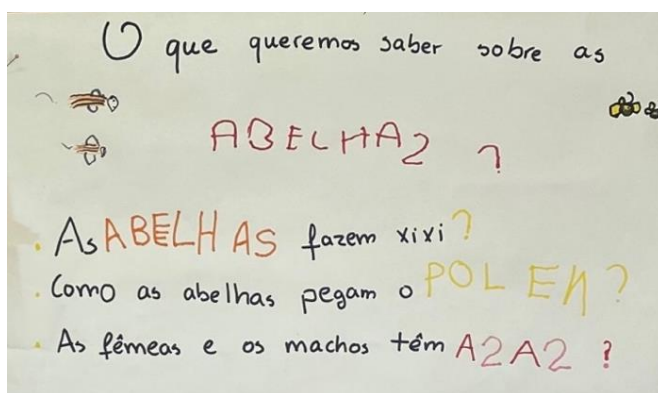 O que queremos saber sobre as
ABELHA2 ?
. As ABELHAS fazem xixi ?
. Como as abelhas pegam o POLEN ?
. As fêmeas e os machos têm A2A2 ?